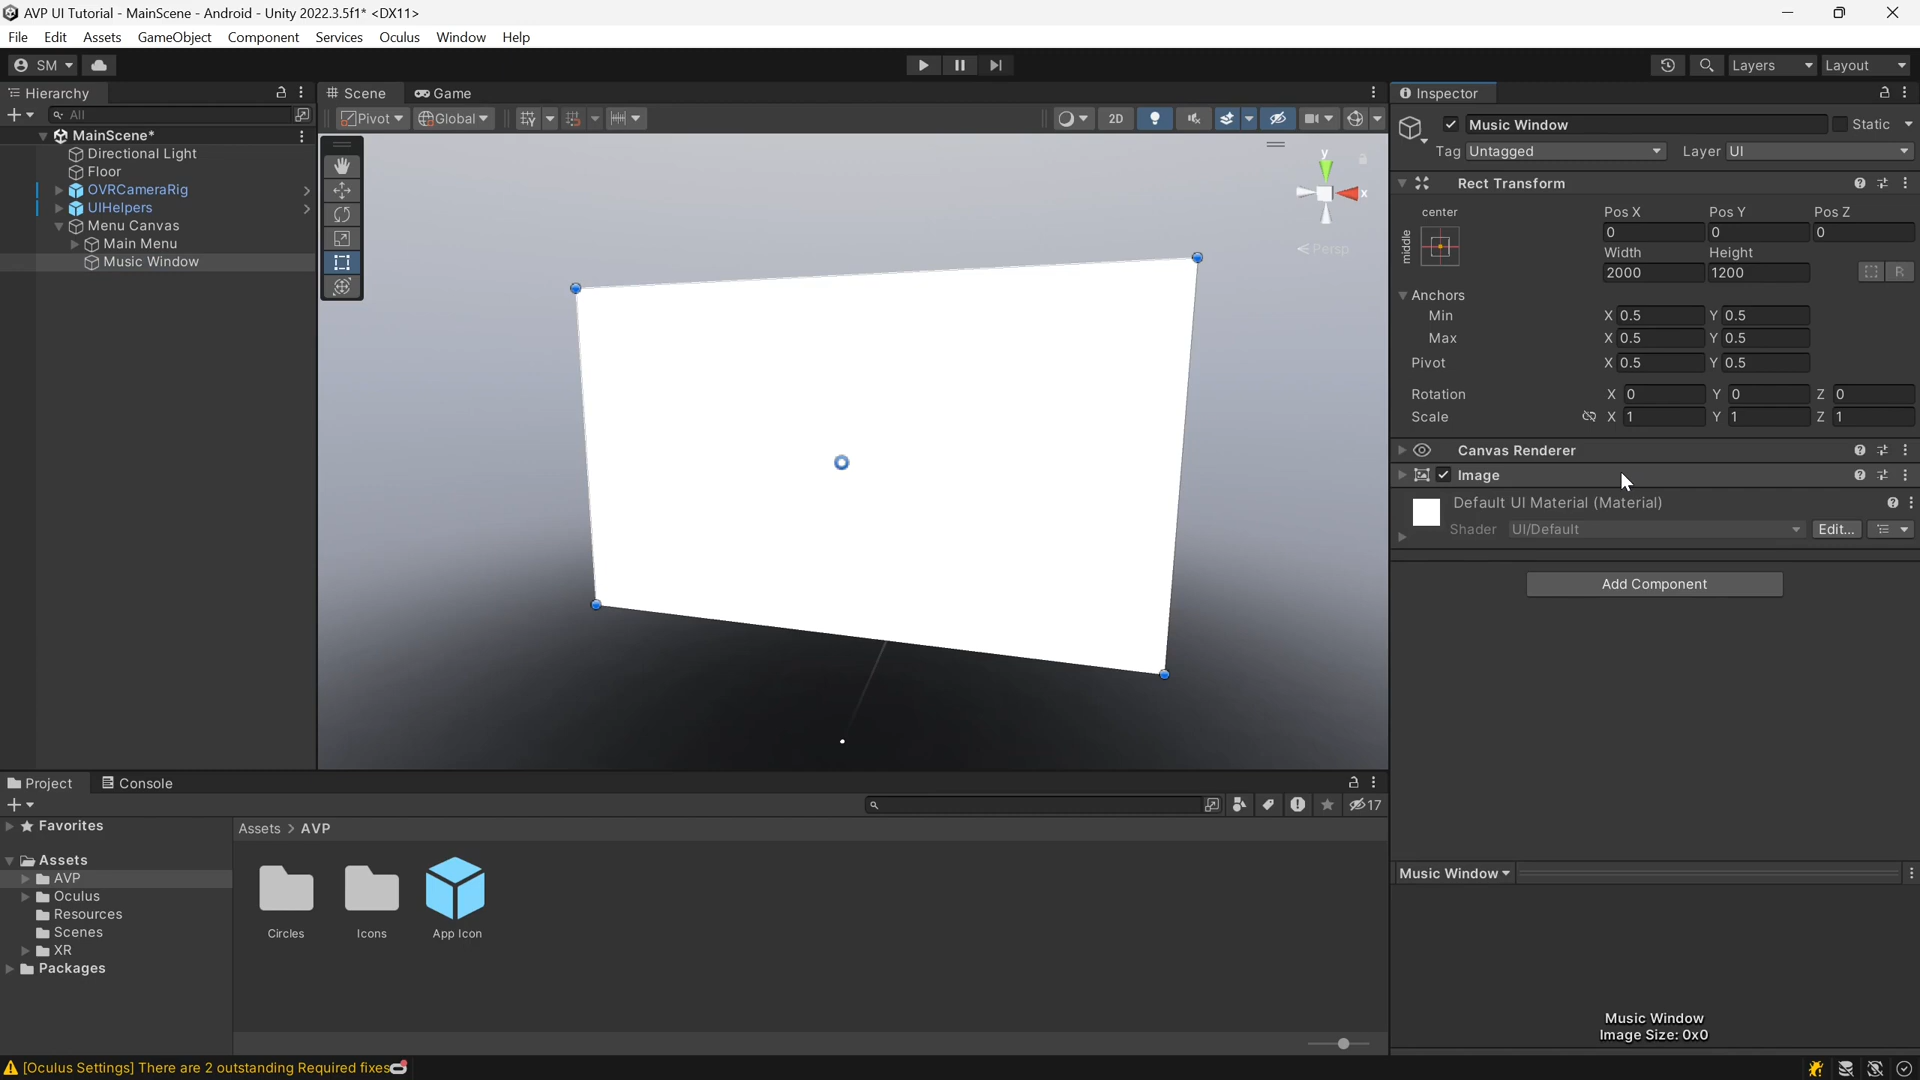 AVP UI Tutorial - MainScene - Android - Unity 2022.3.5f1* <DX11>
File Edit Assets GameObject Component Services Oculus Window Help
SM Layers Layout
Hierarchy
All
MainScene*
Directional Light
Floor
OVRCameraRig
UIHelpers
Menu Canvas
Main Menu
Music Window
Scene Game
Pivot Global 2D
y
x
Persp
Inspector
Music Window Static
Tag Untagged Layer UI
Rect Transform
center
middle
Pos X Pos Y Pos Z
0 0 0
Width Height
2000 1200
R
Anchors
Min X 0.5 Y 0.5
Max X 0.5 Y 0.5
Pivot X 0.5 Y 0.5
Rotation X 0 Y 0 Z 0
Scale X 1 Y 1 Z 1
Canvas Renderer
Image
Default UI Material (Material)
Shader UI/Default Edit...
Add Component
Project Console
17
Favorites
Assets
AVP
Oculus
Resources
Scenes
XR
Packages
Assets > AVP
Circles Icons App Icon
Music Window
Music Window
Image Size: 0x0
[Oculus Settings] There are 2 outstanding Required fixes